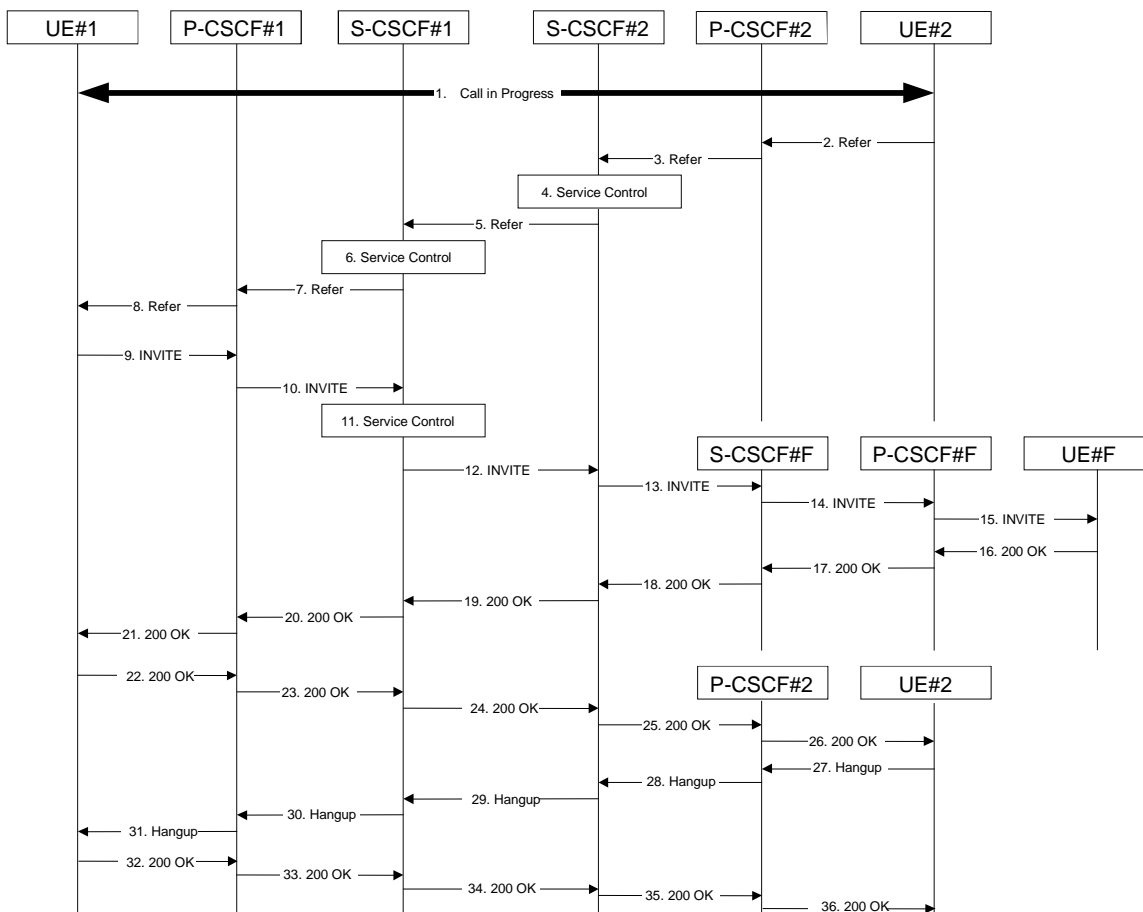 UE#1
P-CSCF#1
S-CSCF#1
S-CSCF#2
P-CSCF#2
UE#2
1. Call in Progress
2. Refer
3. Refer
4. Service Control
5. Refer
6. Service Control
7. Refer
8. Refer
9. INVITE
10. INVITE
11. Service Control
S-CSCF#F
P-CSCF#F
UE#F
12. INVITE
13. INVITE
14. INVITE
15. INVITE
16. 200 OK
17. 200 OK
18. 200 OK
19. 200 OK
20. 200 OK
21. 200 OK
22. 200 OK
P-CSCF#2
UE#2
23. 200 OK
24. 200 OK
25. 200 OK
26. 200 OK
27. Hangup
28. Hangup
29. Hangup
30. Hangup
31. Hangup
32. 200 OK
33. 200 OK
34. 200 OK
35. 200 OK
36. 200 OK